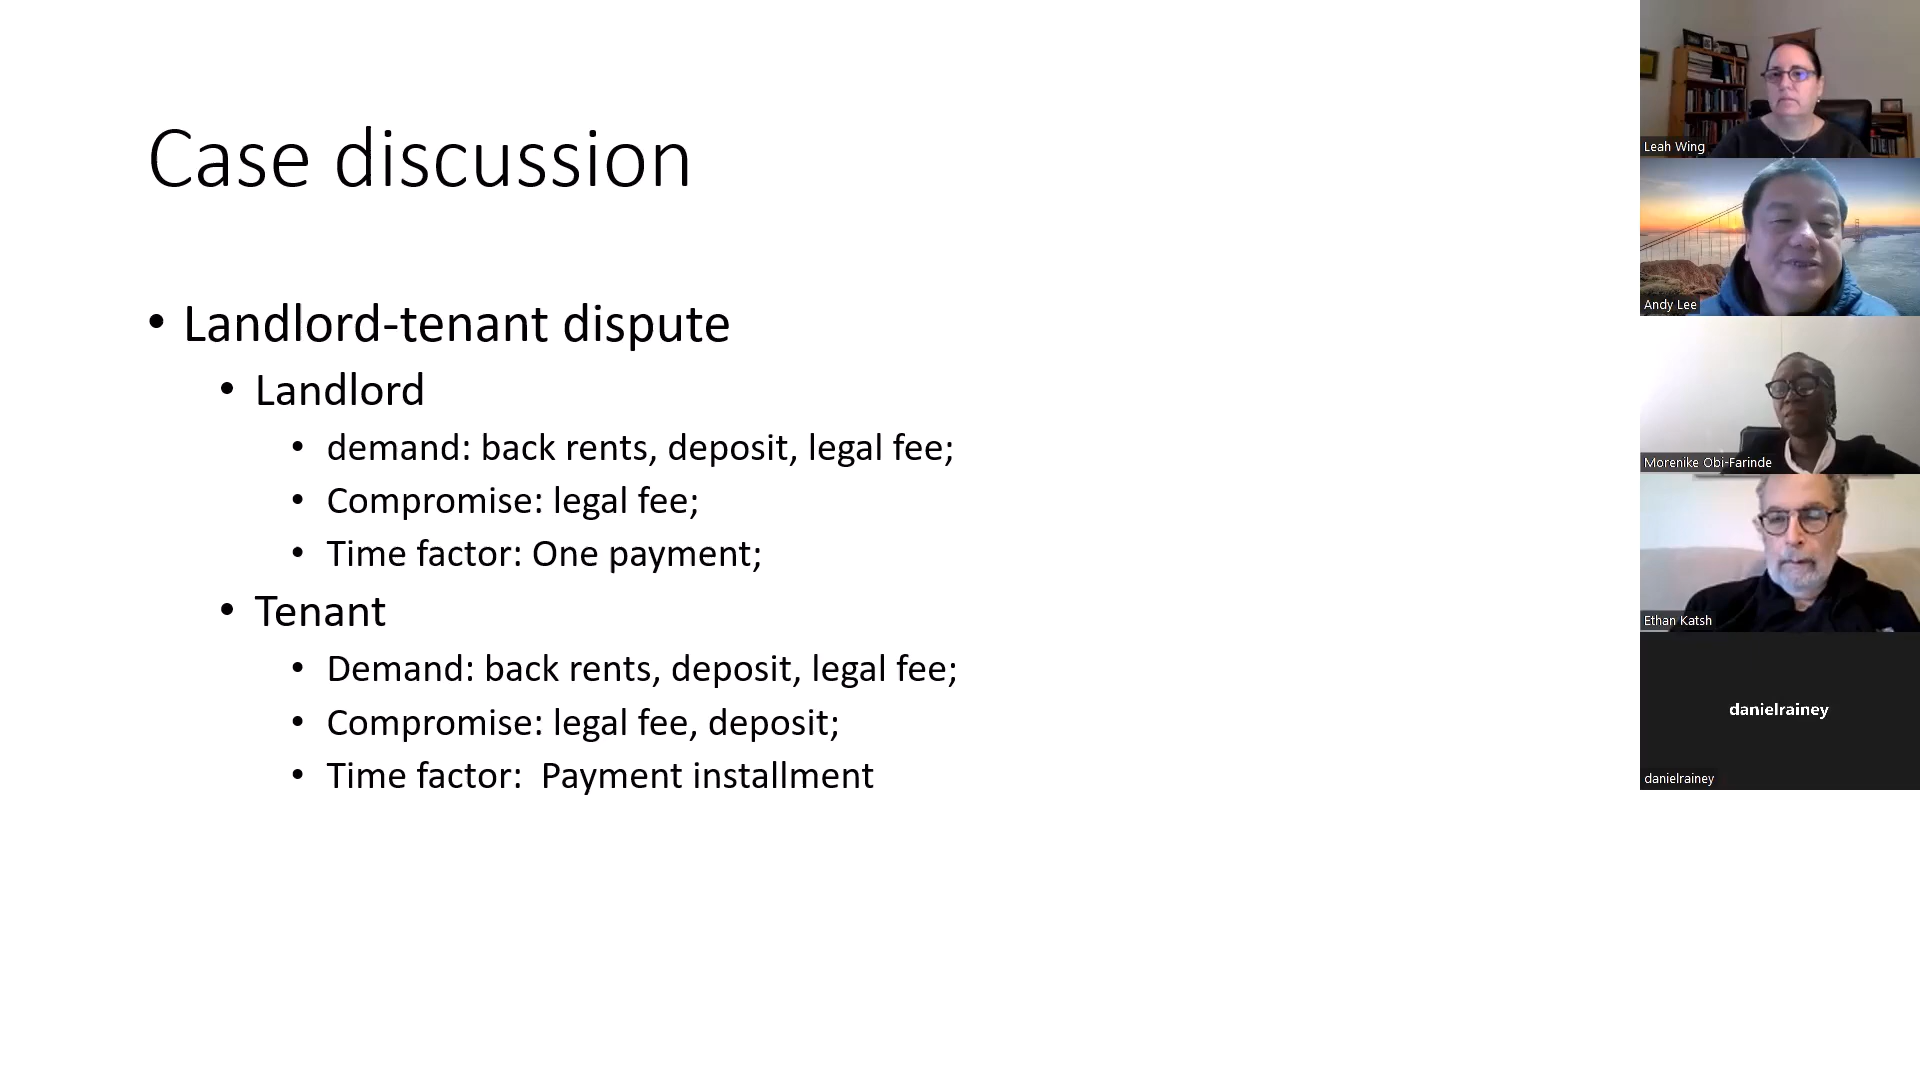 Case discussion
• Landlord-tenant dispute
• Landlord
• demand: back rents, deposit, legal fee;
• Compromise: legal fee;
• Time factor: One payment;
• Tenant
• Demand: back rents, deposit, legal fee;
• Compromise: legal fee, deposit;
• Time factor:  Payment installment
Leah Wing
Andy Lee
Morenike Obi-Farinde
Ethan Katsh
danielrainey
danielrainey